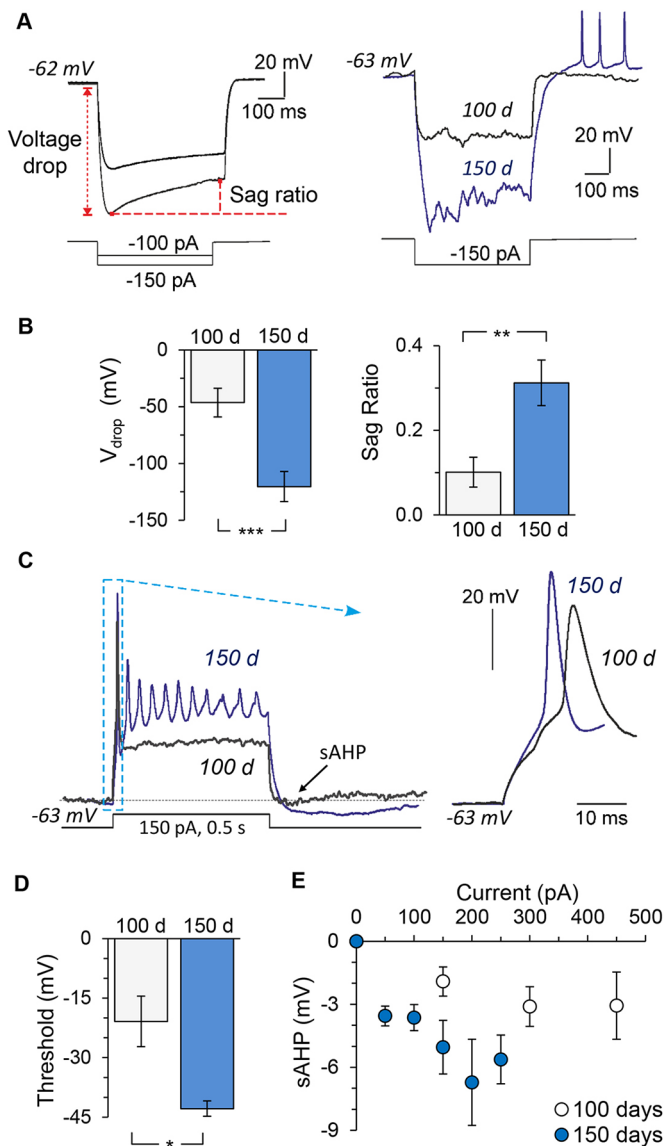 A
-62 mV
20 mV
100 ms
Voltage
drop
Sag ratio
-100 pA
-150 pA
-63 mV
100 d
150 d
20 mV
100 ms
-150 pA
B
100 d 150 d
0
-50
-100
-150
Vdrop (mV)
***
0.4
0.2
0.0
Sag Ratio
**
100 d 150 d
C
150 d
100 d
sAHP
-63 mV
150 pA, 0.5 s
20 mV
150 d
100 d
-63 mV
10 ms
D
100 d 150 d
0
-15
-30
-45
Threshold (mV)
*
E
Current (pA)
0 100 200 300 400 500
0
-3
-6
-9
sAHP (mV)
100 days
150 days